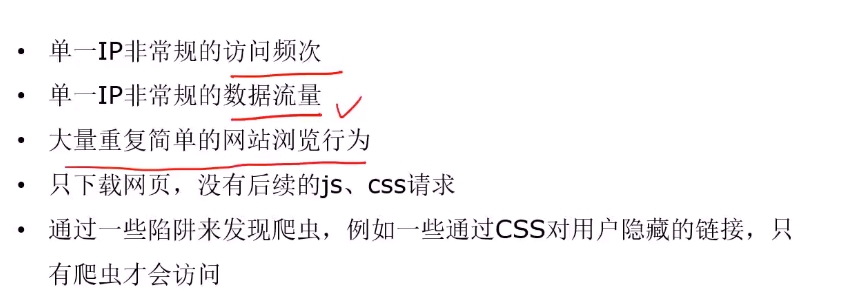 • 单一IP非常规的访问频次
• 单一IP非常规的数据流量
• 大量重复简单的网站浏览行为
• 只下载网页，没有后续的js、css请求
• 通过一些陷阱来发现爬虫，例如一些通过CSS对用户隐藏的链接，只
有爬虫才会访问